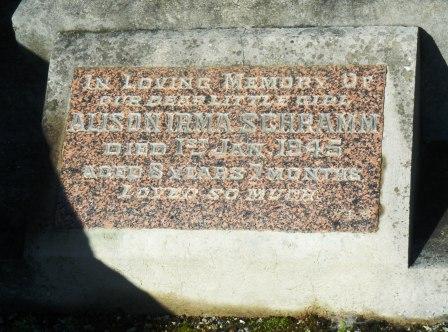 IN LOVING MEMORY OF
OUR DEAR LITTLE GIRL
ALISON IRMA SCHRAMM
DIED 1ST JAN. 1945
AGED 8 YEARS 7 MONTHS
LOVED SO MUCH.